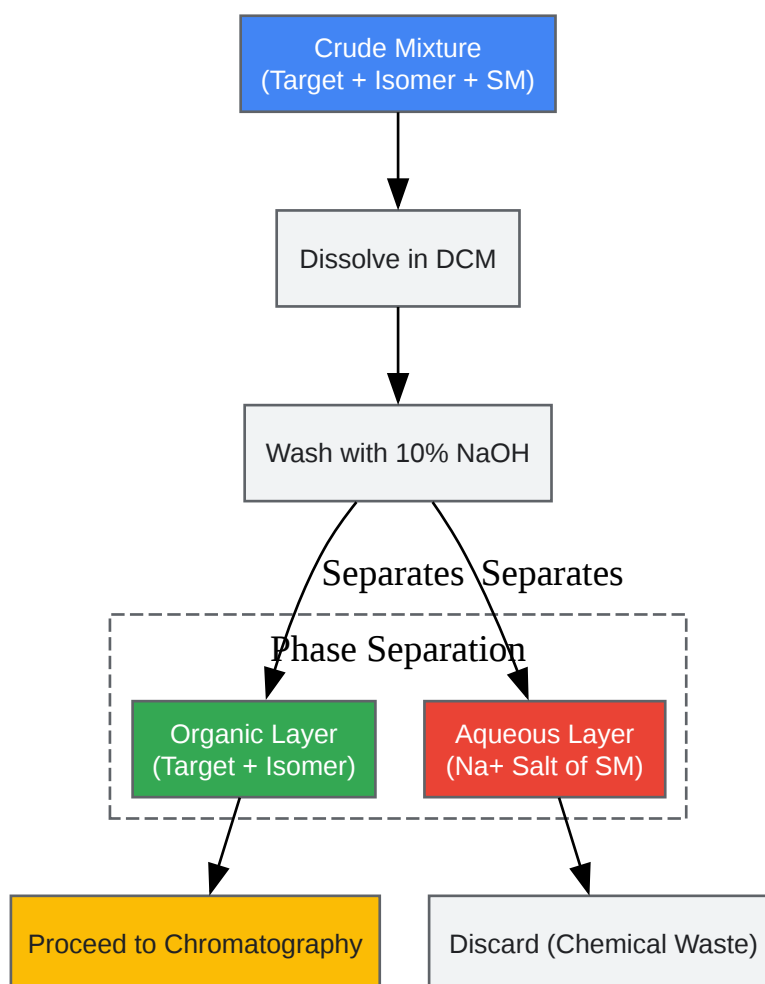 Crude Mixture
(Target + Isomer + SM)
Dissolve in DCM
Wash with 10% NaOH
Separates Separates
Phase Separation
Organic Layer
(Target + Isomer)
Aqueous Layer
(Na+ Salt of SM)
Proceed to Chromatography
Discard (Chemical Waste)